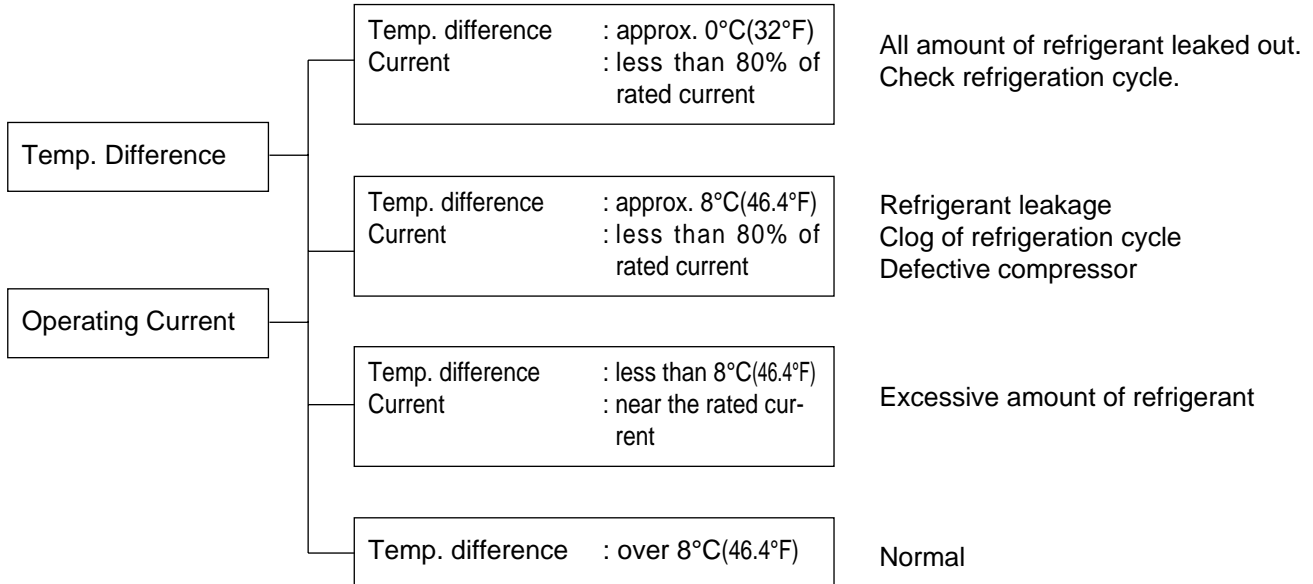 Temp. Difference
Operating Current
Temp. difference : approx. 0°C(32°F)
Current : less than 80% of
rated current
All amount of refrigerant leaked out.
Check refrigeration cycle.
Temp. difference : approx. 8°C(46.4°F)
Current : less than 80% of
rated current
Refrigerant leakage
Clog of refrigeration cycle
Defective compressor
Temp. difference : less than 8°C(46.4°F)
Current : near the rated cur-
rent
Excessive amount of refrigerant
Temp. difference : over 8°C(46.4°F)
Normal